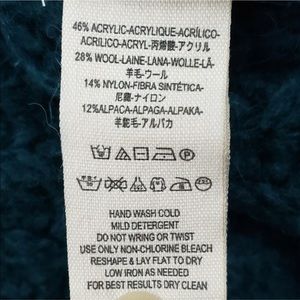 46% ACRYLIC-ACRYLIQUE-ACRÍLICO-
ACRILICO-ACRYL-丙烯酸-アクリル
28% WOOL-LAINE-LANA-WOLLE-LÃ-
羊毛-ウール
14% NYLON-FIBRA SINTÉTICA-
尼龍-ナイロン
12%ALPACA-ALPAGA-ALPAKA-
羊駝毛-アルパカ
HAND WASH COLD
MILD DETERGENT
DO NOT WRING OR TWIST
USE ONLY NON-CHLORINE BLEACH
RESHAPE & LAY FLAT TO DRY
LOW IRON AS NEEDED
FOR BEST RESULTS DRY CLEAN